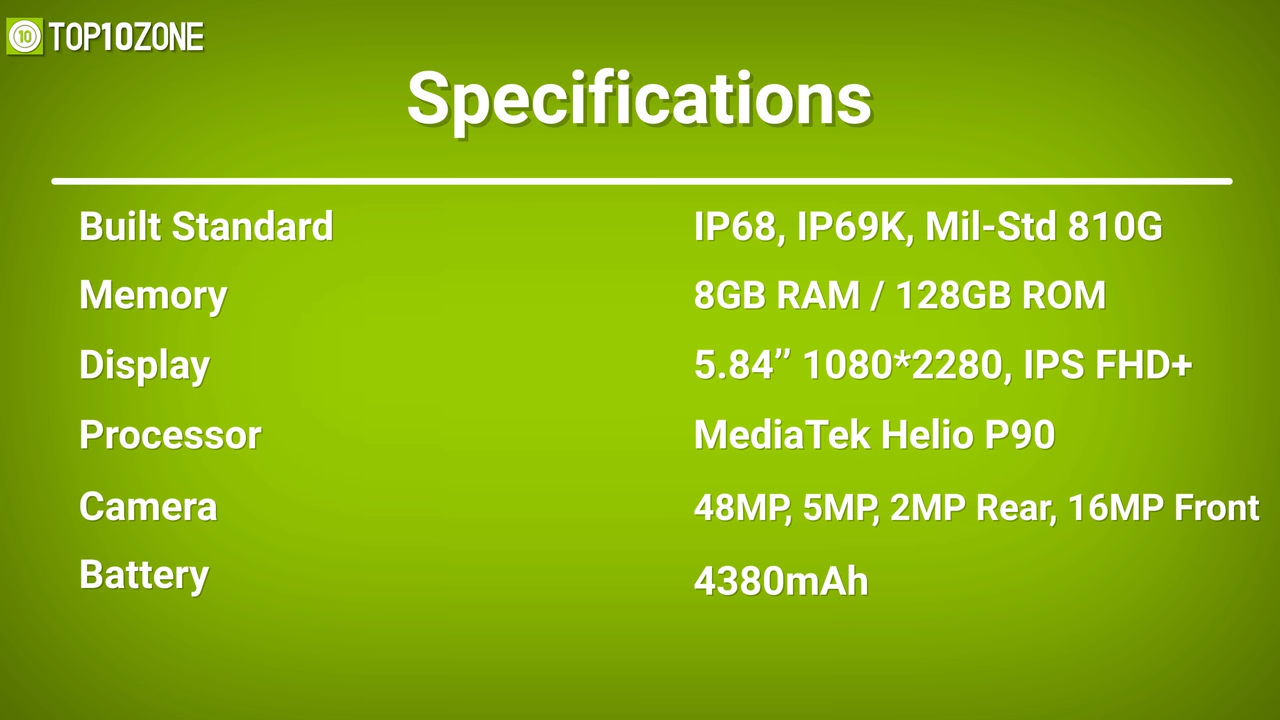 10 TOP10ZONE
Specifications
Built Standard IP68, IP69K, Mil-Std 810G
Memory 8GB RAM / 128GB ROM
Display 5.84’’ 1080*2280, IPS FHD+
Processor MediaTek Helio P90
Camera 48MP, 5MP, 2MP Rear, 16MP Front
Battery 4380mAh